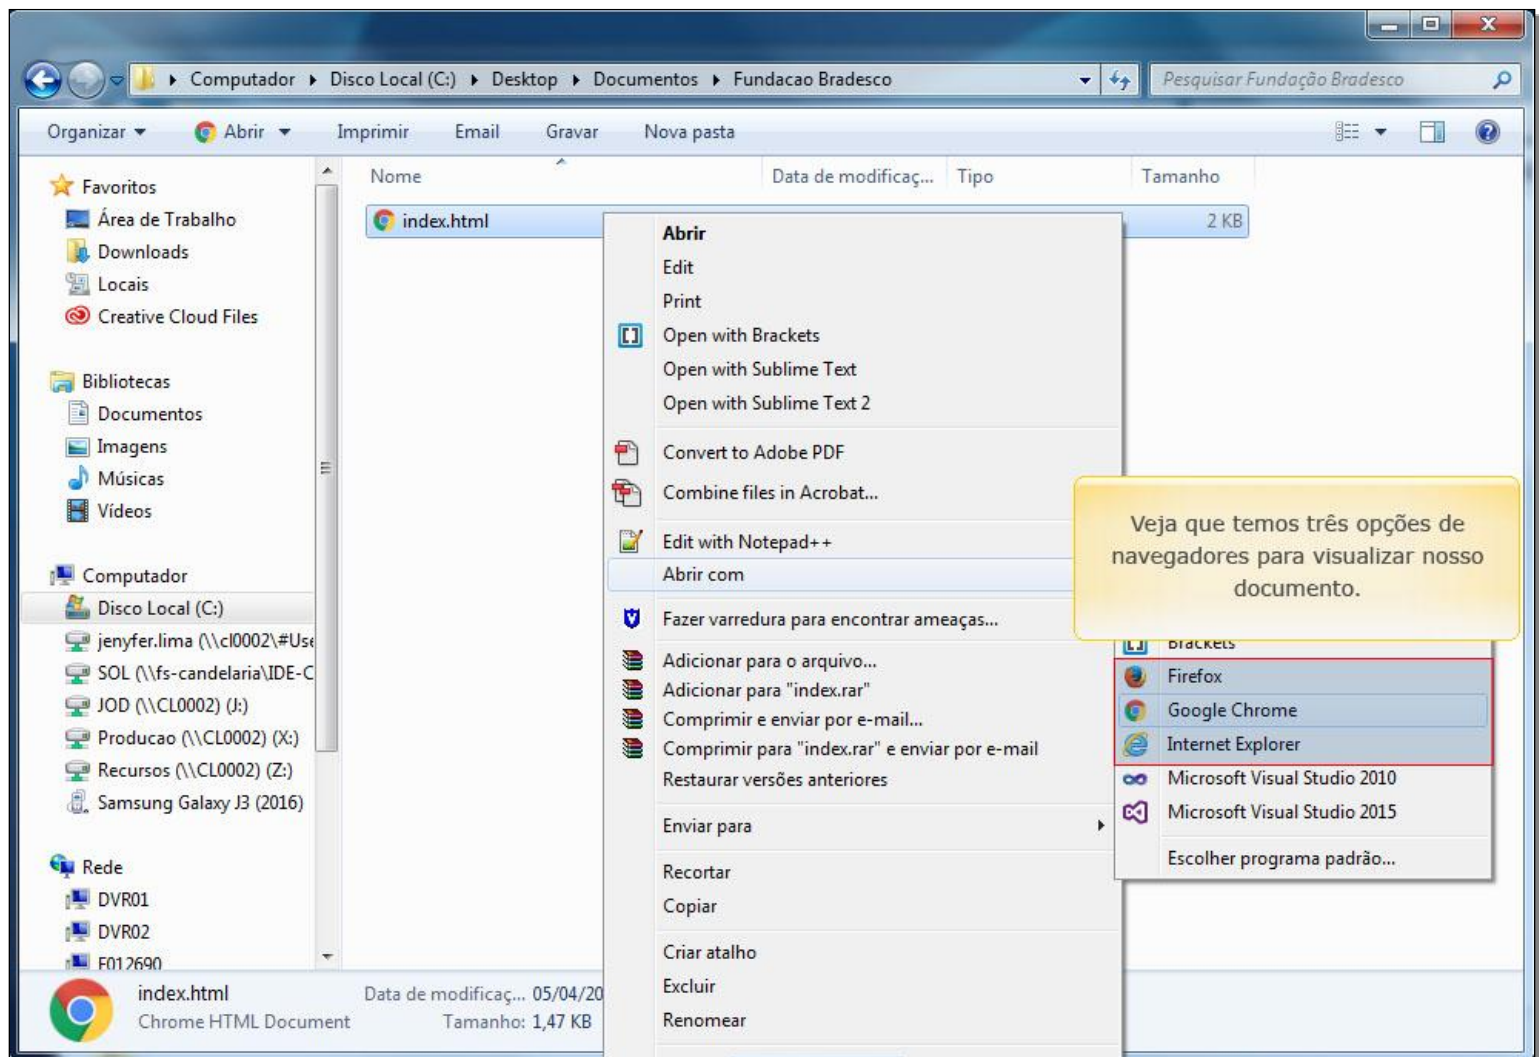 Computador Disco Local (C:) Desktop Documentos Fundacao Bradesco
Pesquisar Fundação Bradesco
Organizar Abrir Imprimir Email Gravar Nova pasta
Favoritos
Área de Trabalho
Downloads
Locais
Creative Cloud Files
Bibliotecas
Documentos
Imagens
Músicas
Vídeos
Computador
Disco Local (C:)
jenyfer.lima (\\cl0002\#Use
SOL (\\fs-candelaria\IDE-C
JOD (\\CL0002) (J:)
Producao (\\CL0002) (X:)
Recursos (\\CL0002) (Z:)
Samsung Galaxy J3 (2016)
Rede
DVR01
DVR02
F012690
Nome Data de modificaç... Tipo Tamanho
index.html 2 KB
Abrir
Edit
Print
Open with Brackets
Open with Sublime Text
Open with Sublime Text 2
Convert to Adobe PDF
Combine files in Acrobat...
Edit with Notepad++
Abrir com
Fazer varredura para encontrar ameaças...
Adicionar para o arquivo...
Adicionar para "index.rar"
Comprimir e enviar por e-mail...
Comprimir para "index.rar" e enviar por e-mail
Restaurar versões anteriores
Enviar para
Recortar
Copiar
Criar atalho
Excluir
Renomear
Veja que temos três opções de
navegadores para visualizar nosso
documento.
Brackets
Firefox
Google Chrome
Internet Explorer
Microsoft Visual Studio 2010
Microsoft Visual Studio 2015
Escolher programa padrão...
index.html Data de modificaç... 05/04/20
Chrome HTML Document Tamanho: 1,47 KB